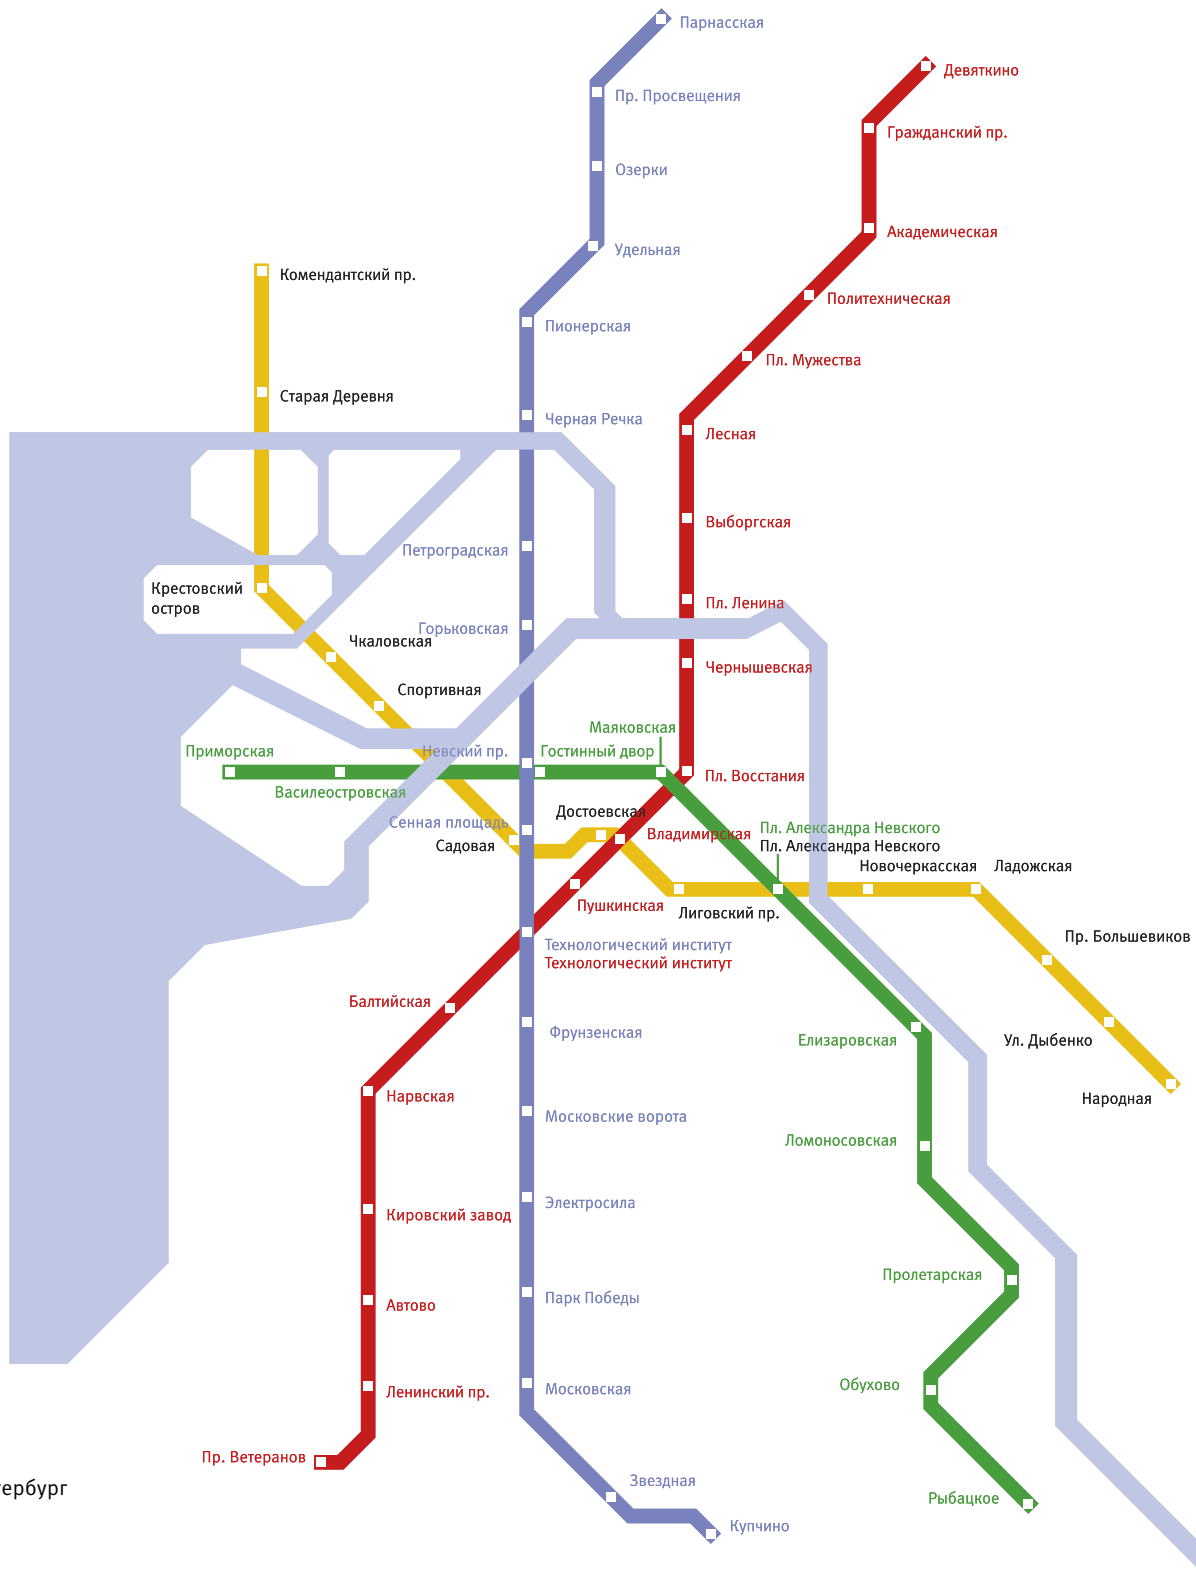 Парнасская
Девяткино
Пр. Просвещения
Гражданский пр.
Озерки
Академическая
Удельная
Комендантский пр.
Политехническая
Пионерская
Пл. Мужества
Старая Деревня
Черная Речка
Лесная
Выборгская
Петроградская
Крестовский
остров
Пл. Ленина
Горьковская
Чкаловская
Чернышевская
Спортивная
Маяковская
Приморская
Невский пр.
Гостинный двор
Пл. Восстания
Василеостровская
Достоевская
Сенная площадь
Садовая
Владимирская
Пл. Александра Невского
Пл. Александра Невского
Новочеркасская
Ладожская
Пушкинская
Лиговский пр.
Пр. Большевиков
Технологический институт
Технологический институт
Балтийская
Фрунзенская
Елизаровская
Ул. Дыбенко
Нарвская
Народная
Московские ворота
Ломоносовская
Электросила
Кировский завод
Пролетарская
Парк Победы
Автово
Обухово
Московская
Ленинский пр.
Пр. Ветеранов
Звездная
тербург
Рыбацкое
Купчино